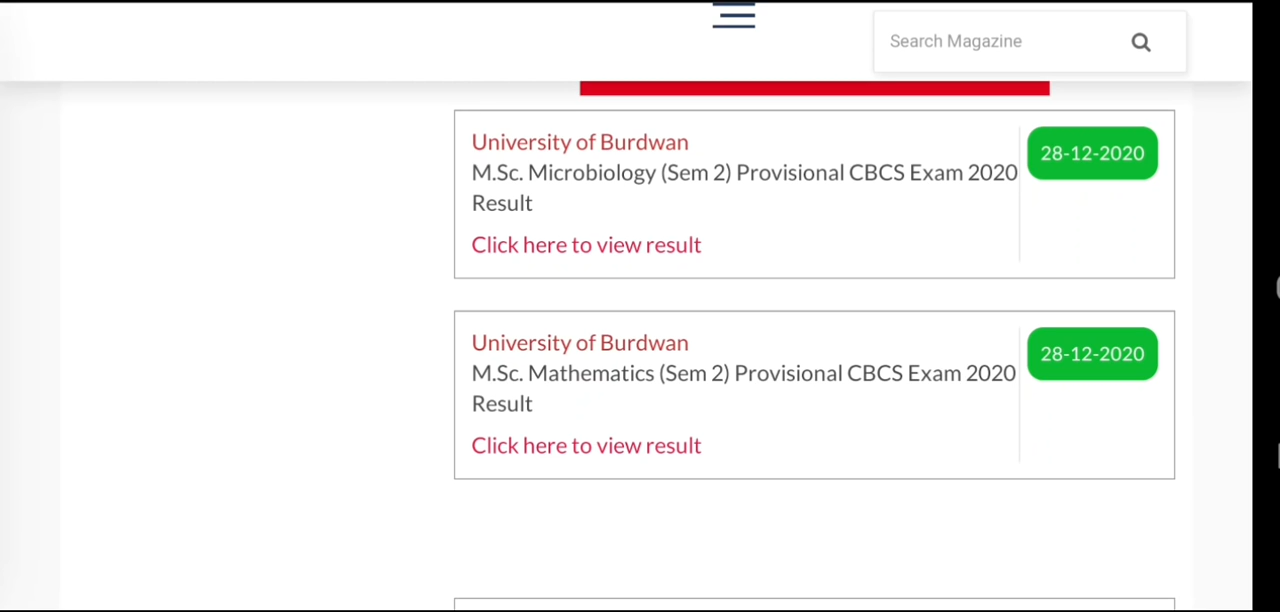 Search Magazine
University of Burdwan
28-12-2020
M.Sc. Microbiology (Sem 2) Provisional CBCS Exam 2020
Result
Click here to view result
University of Burdwan
28-12-2020
M.Sc. Mathematics (Sem 2) Provisional CBCS Exam 2020
Result
Click here to view result